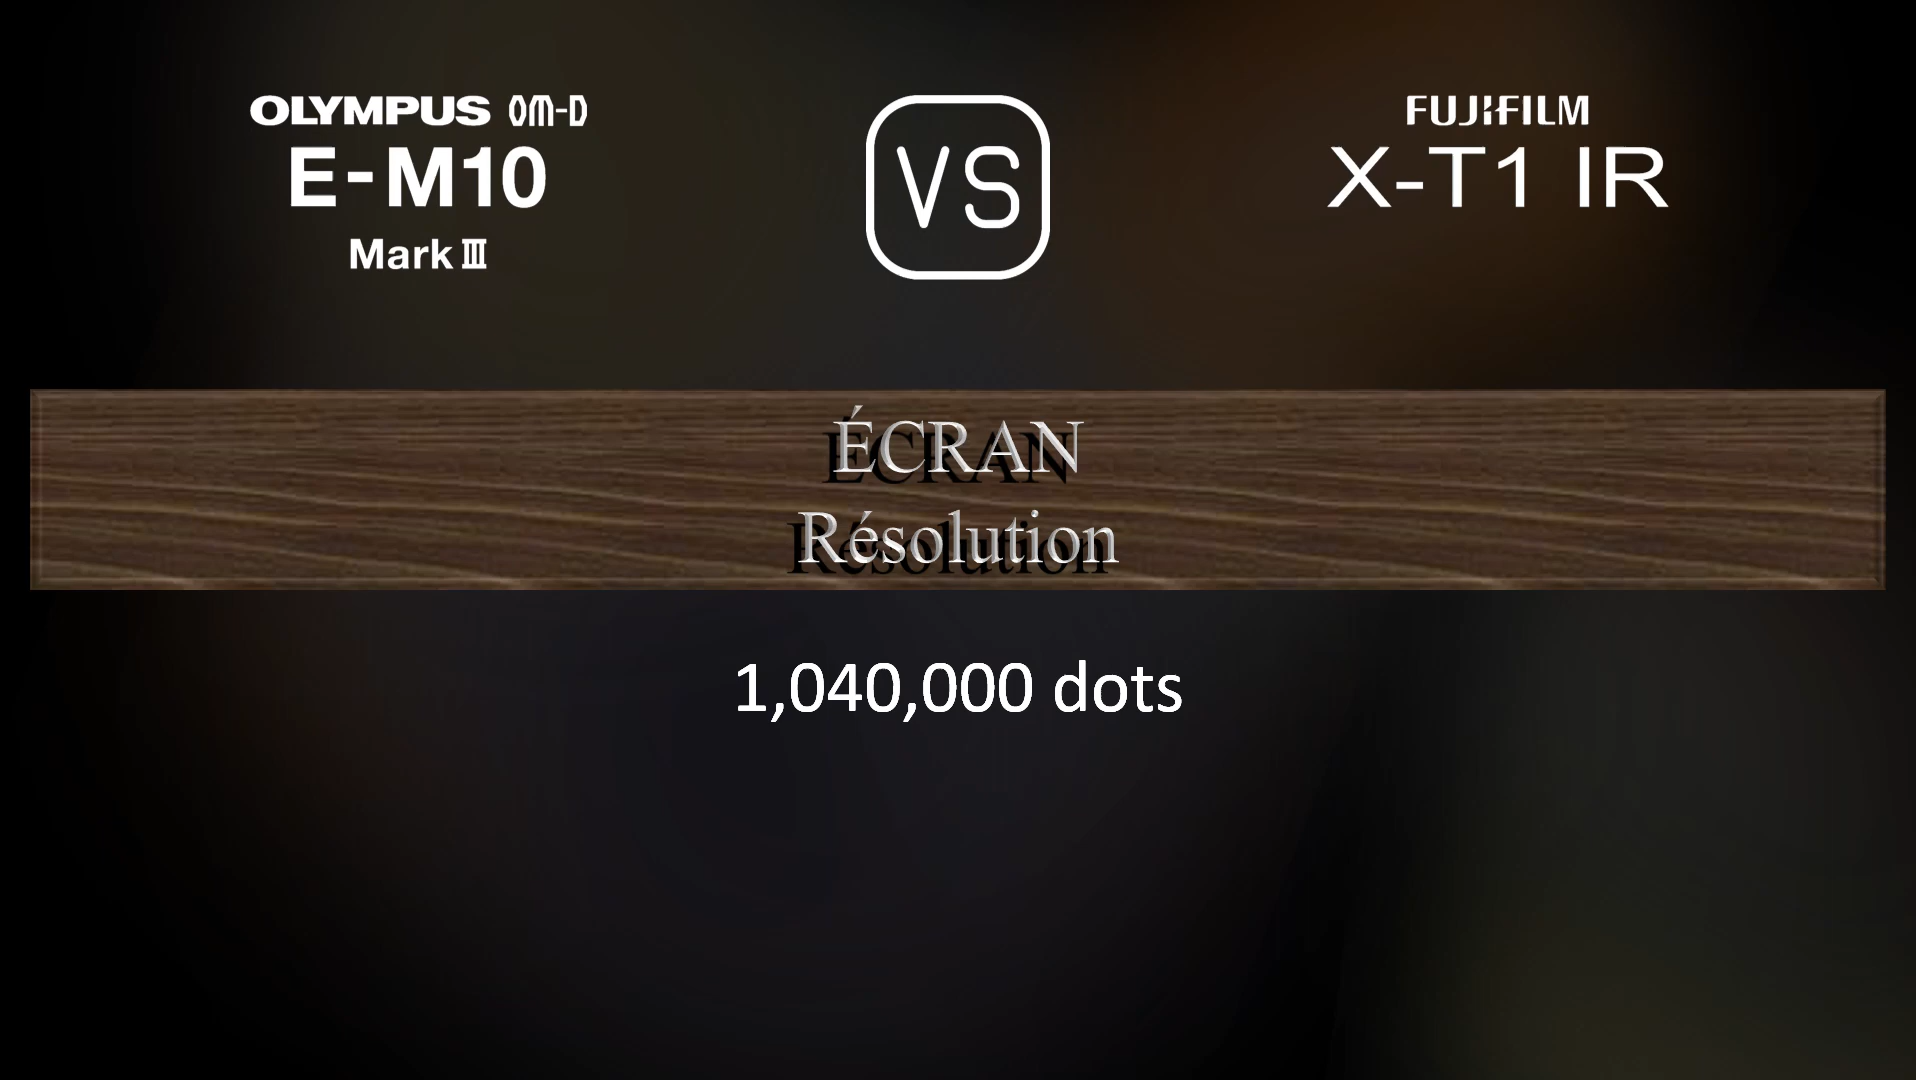 OLYMPUS OM-D
E-M10
Mark III
VS
FUJIFILM
X-T1 IR
ÉCRAN
Résolution
1,040,000 dots